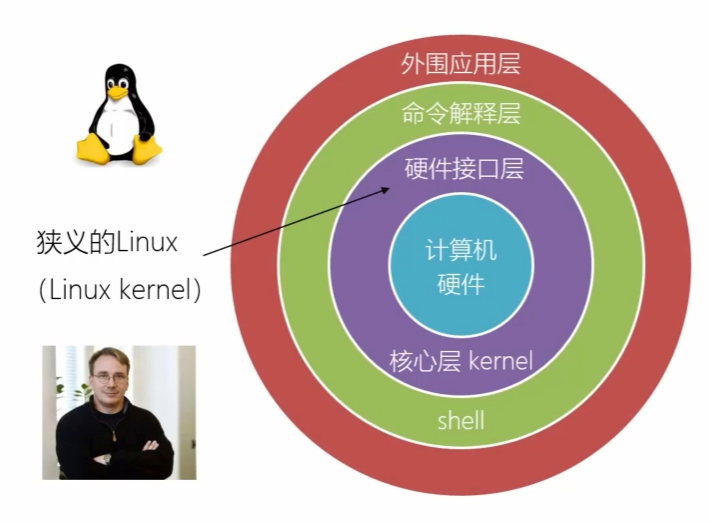 外围应用层
命令解释层
硬件接口层
狭义的Linux
（Linux kernel）
计算机
硬件
核心层 kernel
shell